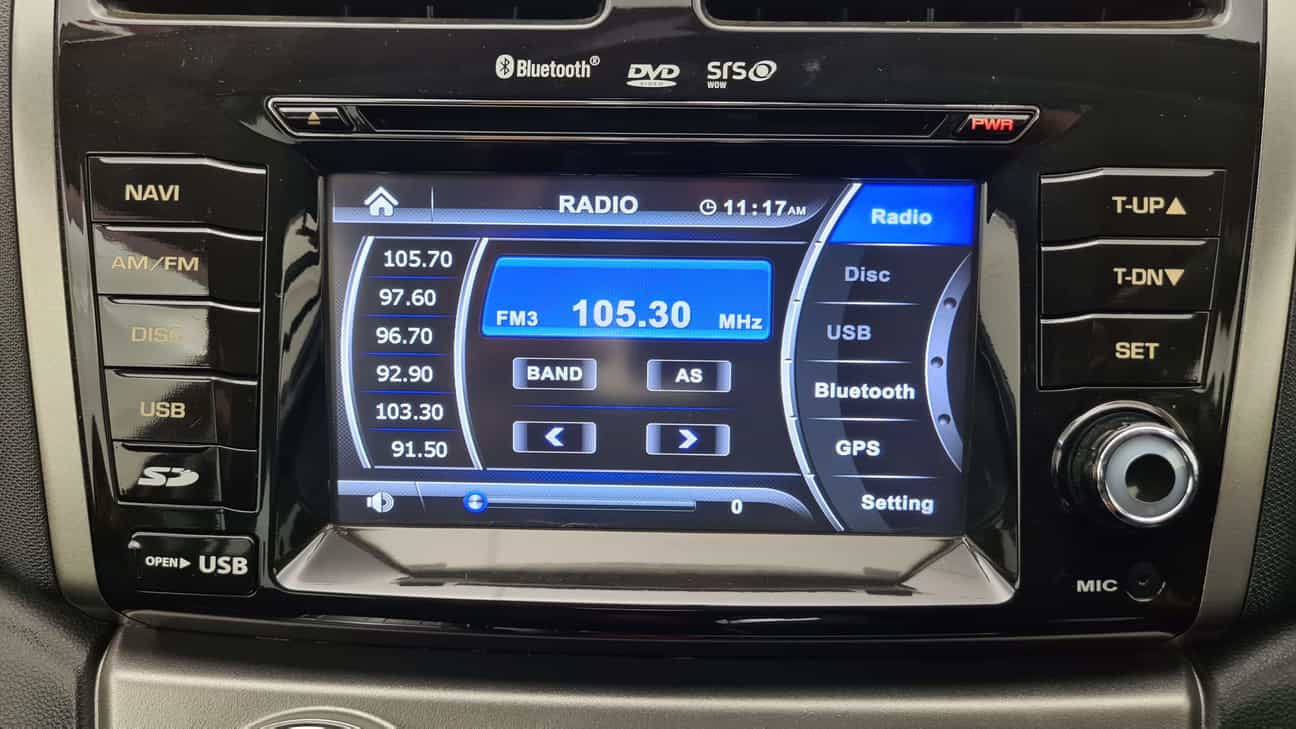 Bluetooth® DVD VIDEO SRS WOW
PWR
NAVI
AM/FM
DISC
USB
SD
OPEN▶ USB
RADIO 11:17AM
105.70
97.60
96.70
92.90
103.30
91.50
FM3 105.30 MHz
BAND AS
< >
0
Radio
Disc
USB
Bluetooth
GPS
Setting
T-UP▲
T-DN▼
SET
MIC